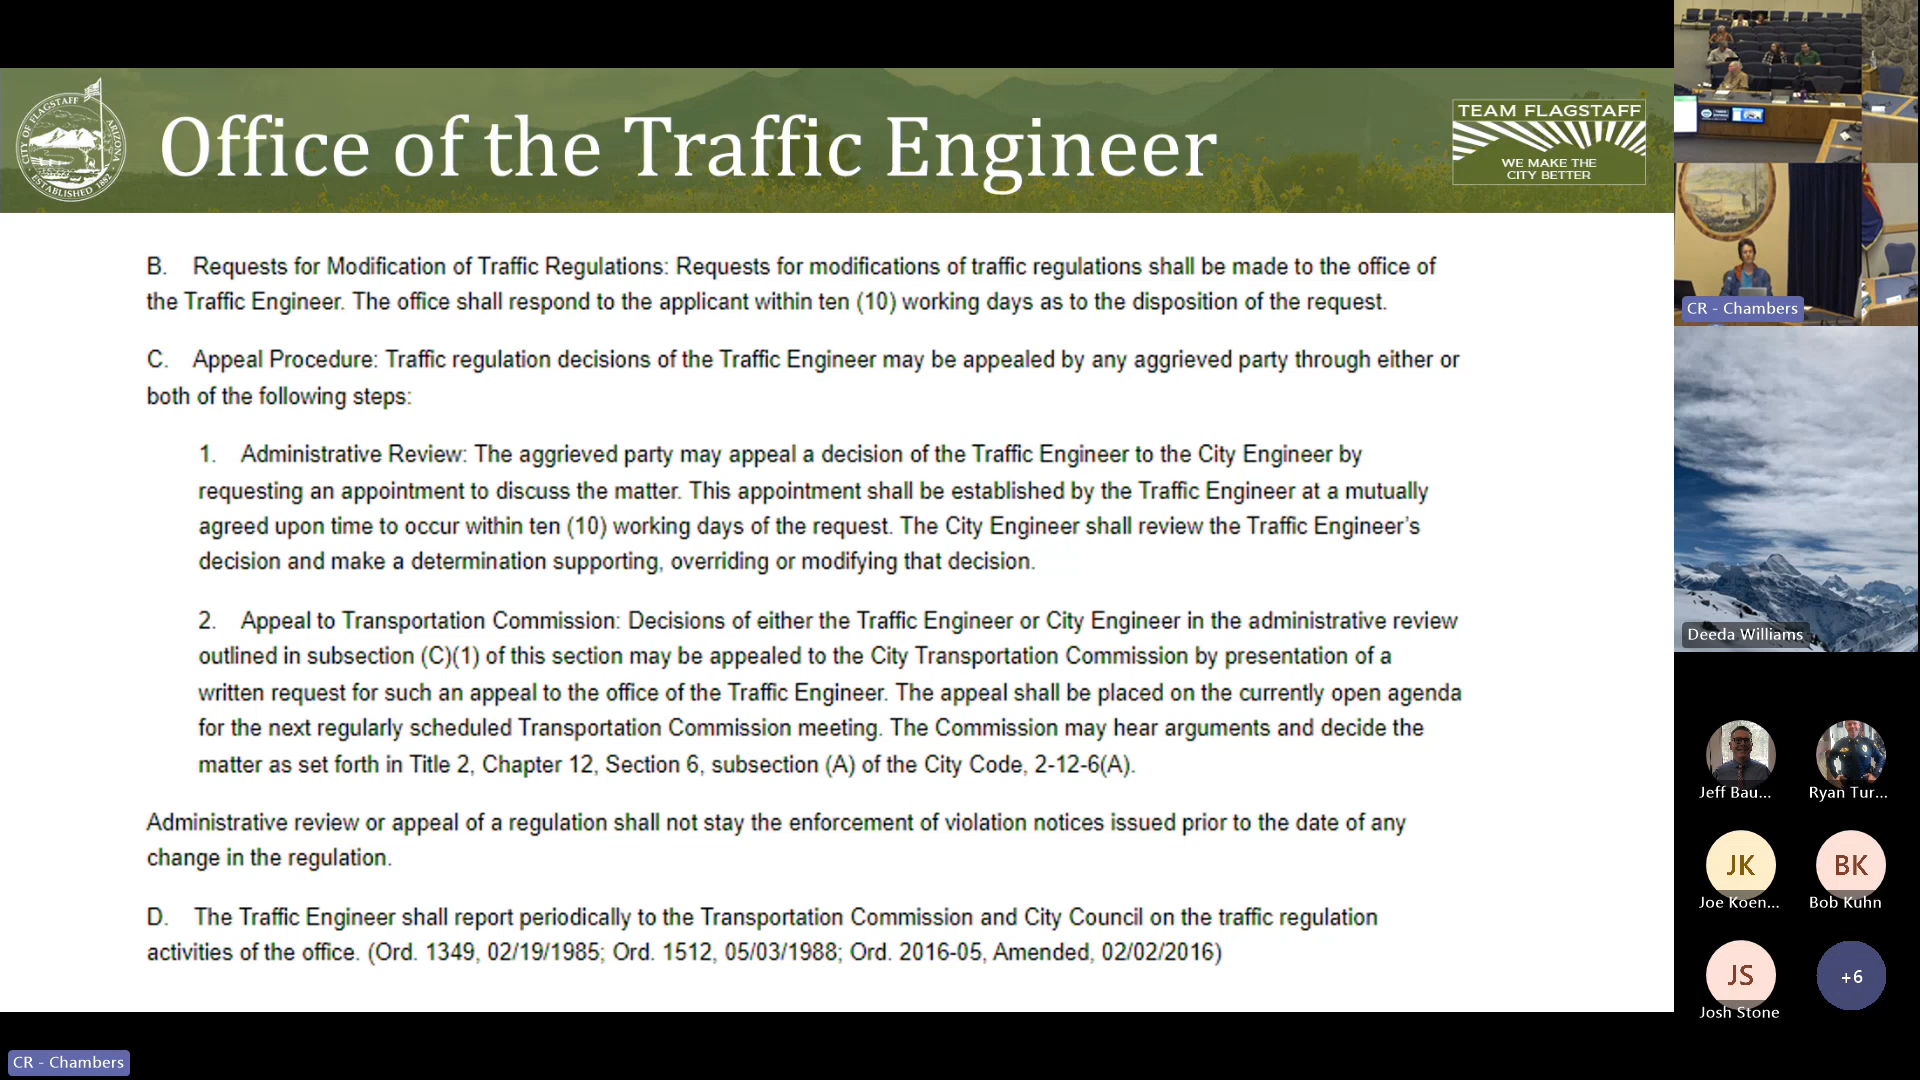 CITY OF FLAGSTAFF ARIZONA
ESTABLISHED 1882
Office of the Traffic Engineer
TEAM FLAGSTAFF
WE MAKE THE
CITY BETTER
B. Requests for Modification of Traffic Regulations: Requests for modifications of traffic regulations shall be made to the office of
the Traffic Engineer. The office shall respond to the applicant within ten (10) working days as to the disposition of the request.
C. Appeal Procedure: Traffic regulation decisions of the Traffic Engineer may be appealed by any aggrieved party through either or
both of the following steps:
1. Administrative Review: The aggrieved party may appeal a decision of the Traffic Engineer to the City Engineer by
requesting an appointment to discuss the matter. This appointment shall be established by the Traffic Engineer at a mutually
agreed upon time to occur within ten (10) working days of the request. The City Engineer shall review the Traffic Engineer's
decision and make a determination supporting, overriding or modifying that decision.
2. Appeal to Transportation Commission: Decisions of either the Traffic Engineer or City Engineer in the administrative review
outlined in subsection (C)(1) of this section may be appealed to the City Transportation Commission by presentation of a
written request for such an appeal to the office of the Traffic Engineer. The appeal shall be placed on the currently open agenda
for the next regularly scheduled Transportation Commission meeting. The Commission may hear arguments and decide the
matter as set forth in Title 2, Chapter 12, Section 6, subsection (A) of the City Code, 2-12-6(A).
Administrative review or appeal of a regulation shall not stay the enforcement of violation notices issued prior to the date of any
change in the regulation.
D. The Traffic Engineer shall report periodically to the Transportation Commission and City Council on the traffic regulation
activities of the office. (Ord. 1349, 02/19/1985; Ord. 1512, 05/03/1988; Ord. 2016-05, Amended, 02/02/2016)
CR - Chambers
CR - Chambers
Deeda Williams
Jeff Bau...
Ryan Tur...
JK
Joe Koen...
BK
Bob Kuhn
JS
Josh Stone
+6